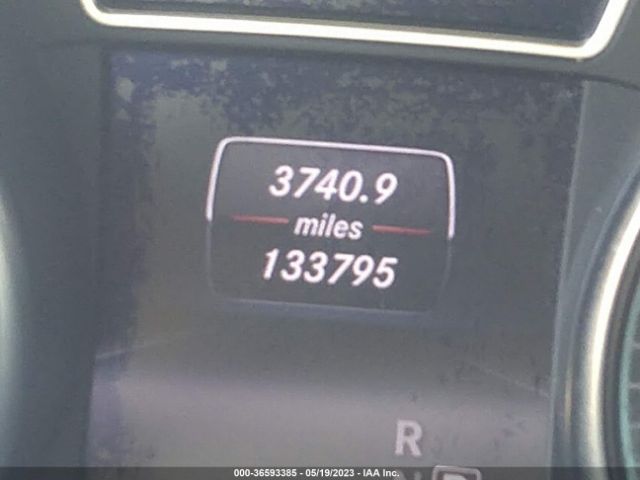 3740.9
miles
133795
R
000-36593385 - 05/19/2023 - IAA Inc.